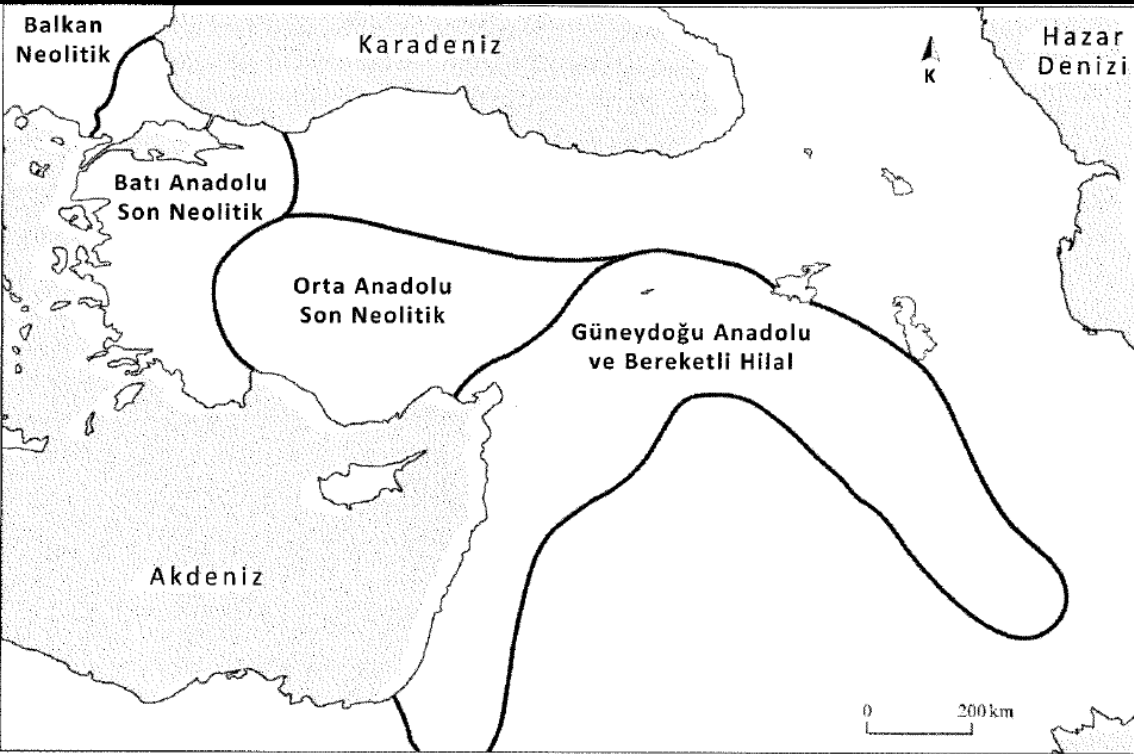 Balkan
Neolitik
Karadeniz
K
Hazar
Denizi
Batı Anadolu
Son Neolitik
Orta Anadolu
Son Neolitik
Güneydoğu Anadolu
ve Bereketli Hilal
Akdeniz
0 200 km